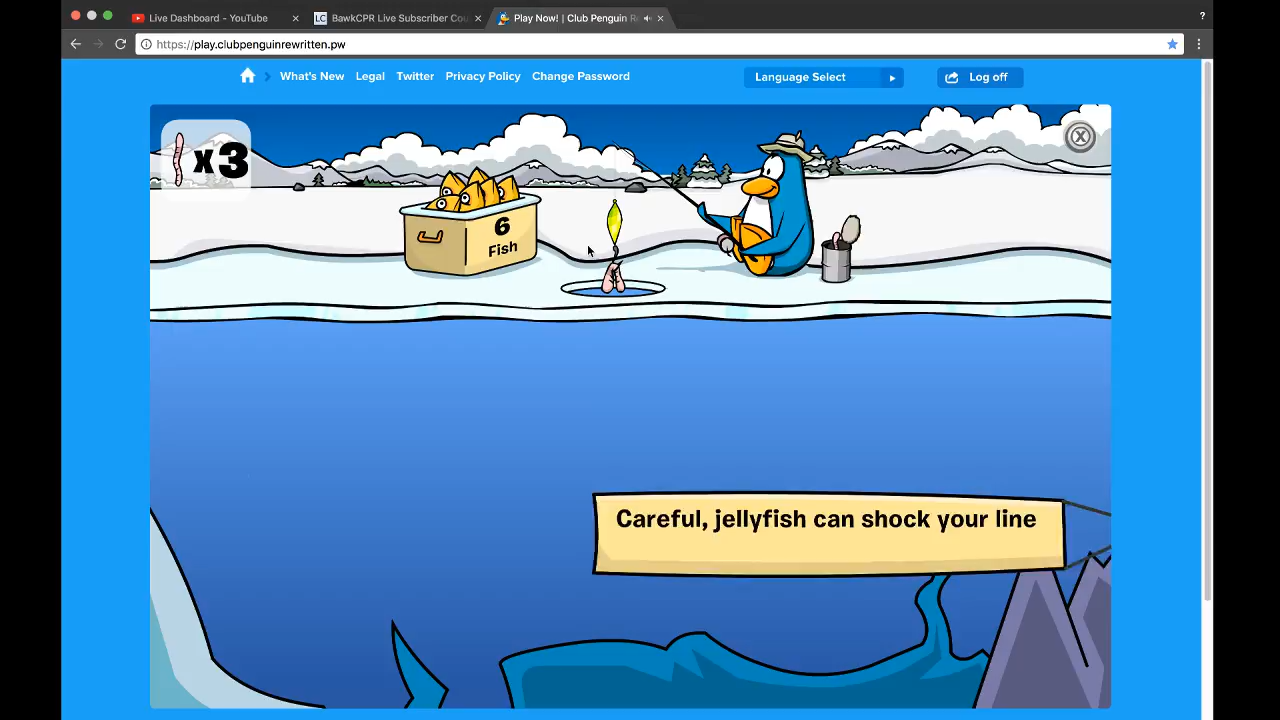 Live Dashboard - YouTube
BawkCPR Live Subscriber Cou
Play Now! | Club Penguin Re
https://play.clubpenguinrewritten.pw
What's New
Legal
Twitter
Privacy Policy
Change Password
Language Select
Log off
x3
6
Fish
Careful, jellyfish can shock your line